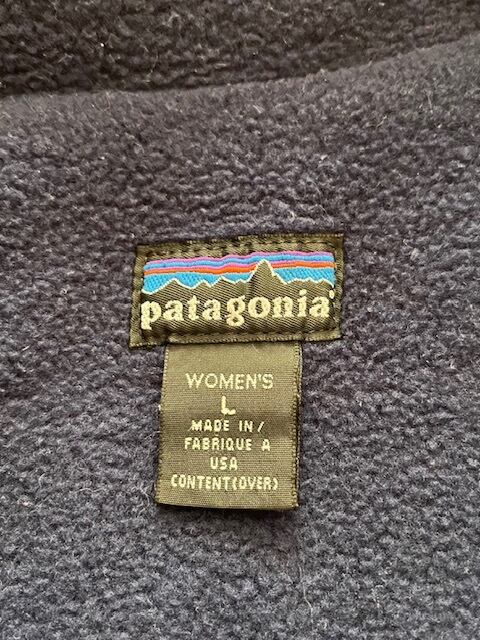 patagonia®
WOMEN'S
L
MADE IN/
FABRIQUE A
USA
CONTENT(OVER)